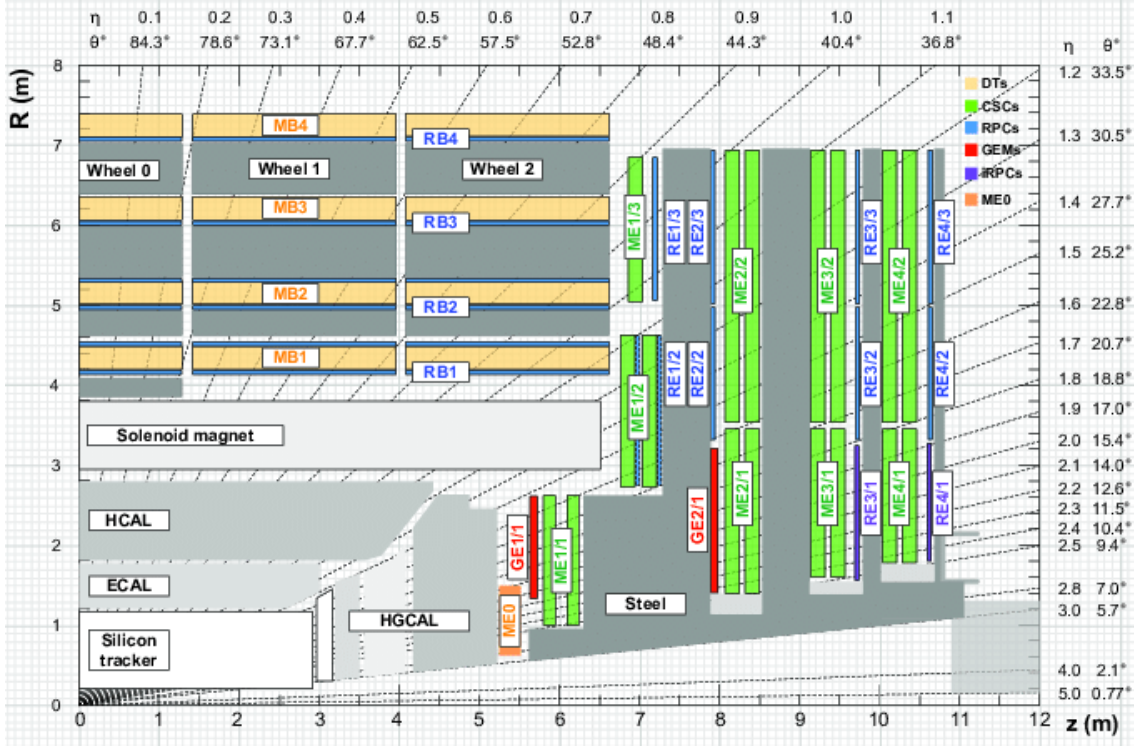 η 0.1 0.2 0.3 0.4 0.5 0.6 0.7 0.8 0.9 1.0 1.1
θ° 84.3° 78.6° 73.1° 67.7° 62.5° 57.5° 52.8° 48.4° 44.3° 40.4° 36.8° η θ°
R (m)
8
7
6
5
4
3
2
1
0
1.2 33.5°
1.3 30.5°
1.4 27.7°
1.5 25.2°
1.6 22.8°
1.7 20.7°
1.8 18.8°
1.9 17.0°
2.0 15.4°
2.1 14.0°
2.2 12.6°
2.3 11.5°
2.4 10.4°
2.5 9.4°
2.8 7.0°
3.0 5.7°
4.0 2.1°
5.0 0.77°
DTs
CSCs
RPCs
GEMs
iRPCs
ME0
MB4
RB4
Wheel 0 Wheel 1 Wheel 2
MB3
RB3
MB2
RB2
MB1
RB1
Solenoid magnet
HCAL
ECAL
Silicon
tracker
HGCAL
Steel
ME0
GE1/1
ME1/1
ME1/2
ME1/3
RE1/3
RE2/3
RE1/2
RE2/2
GE2/1
ME2/2
ME2/1
ME3/2
ME3/1
RE3/3
RE3/2
RE3/1
ME4/2
ME4/1
RE4/3
RE4/2
RE4/1
0 1 2 3 4 5 6 7 8 9 10 11 12
z (m)